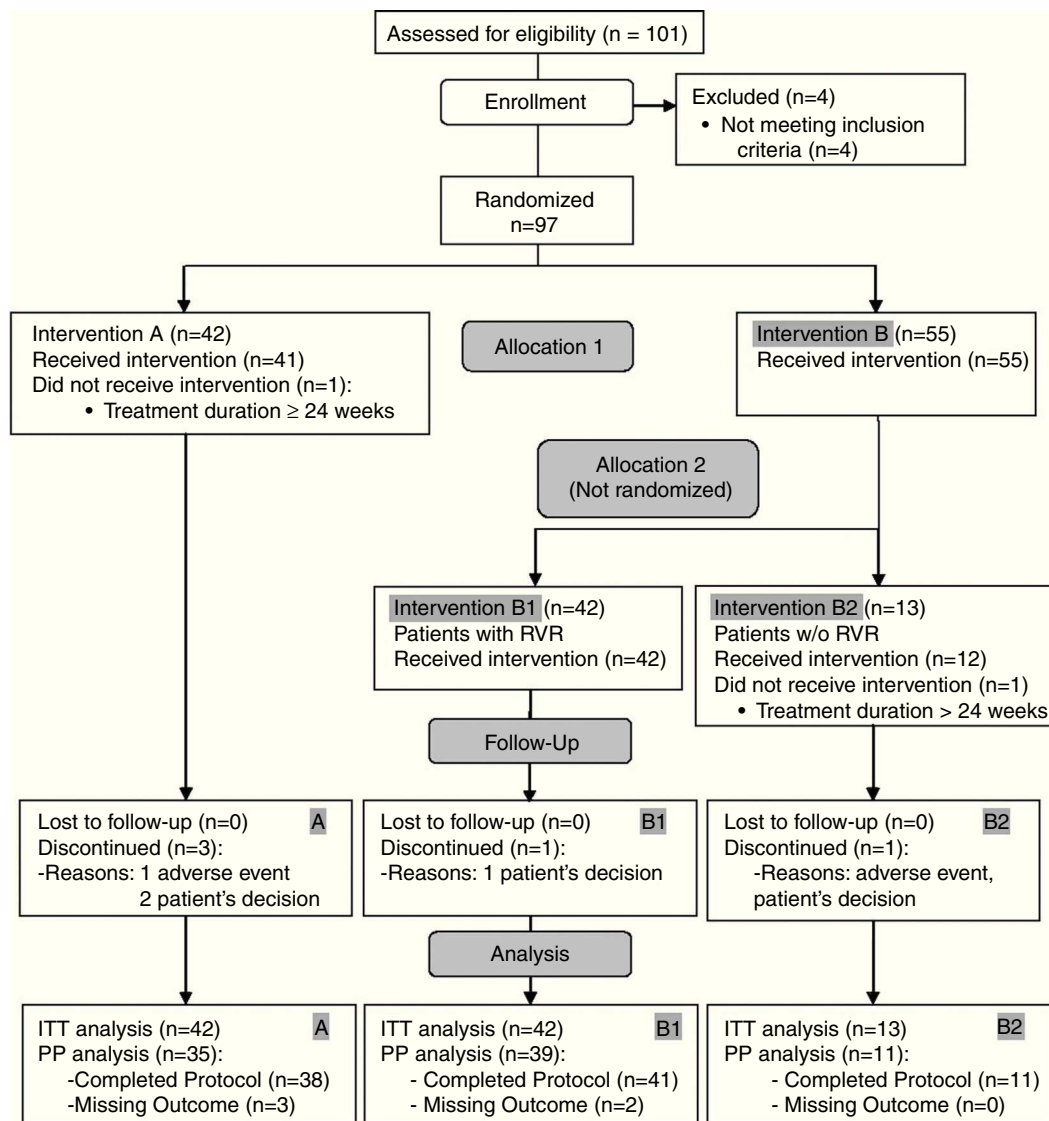 Assessed for eligibility (n = 101)
Enrollment
Excluded (n=4)
• Not meeting inclusion
criteria (n=4)
Randomized
n=97
Intervention A (n=42)
Received intervention (n=41)
Did not receive intervention (n=1):
• Treatment duration ≥ 24 weeks
Allocation 1
Intervention B (n=55)
Received intervention (n=55)
Allocation 2
(Not randomized)
Intervention B1 (n=42)
Patients with RVR
Received intervention (n=42)
Intervention B2 (n=13)
Patients w/o RVR
Received intervention (n=12)
Did not receive intervention (n=1)
• Treatment duration > 24 weeks
Follow-Up
Lost to follow-up (n=0) A
Discontinued (n=3):
-Reasons: 1 adverse event
2 patient's decision
Lost to follow-up (n=0) B1
Discontinued (n=1):
-Reasons: 1 patient's decision
Lost to follow-up (n=0) B2
Discontinued (n=1):
-Reasons: adverse event,
patient's decision
Analysis
ITT analysis (n=42) A
PP analysis (n=35):
-Completed Protocol (n=38)
-Missing Outcome (n=3)
ITT analysis (n=42) B1
PP analysis (n=39):
- Completed Protocol (n=41)
- Missing Outcome (n=2)
ITT analysis (n=13) B2
PP analysis (n=11):
- Completed Protocol (n=11)
- Missing Outcome (n=0)